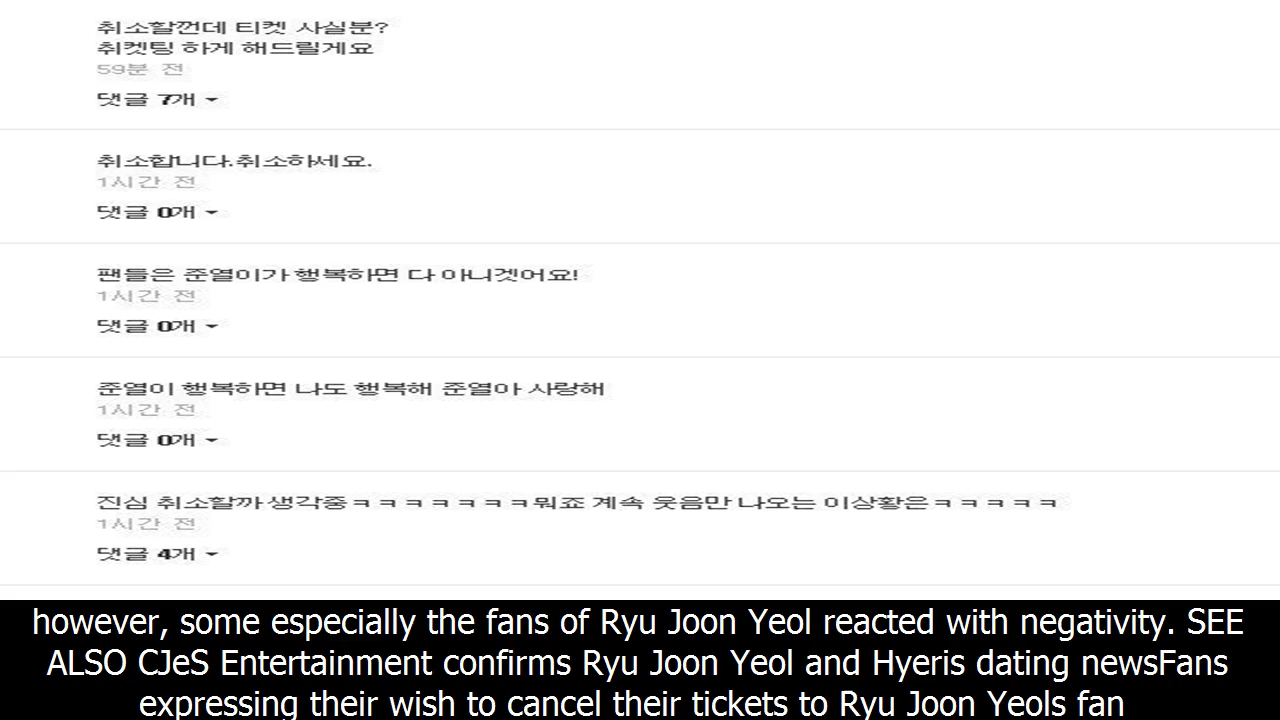 취소할껀데 티켓 사실분?
취켓팅 하게 해드릴게요
59분 전
댓글 7개
취소합니다.취소하세요.
1시간 전
댓글 0개
팬들은 준열이가 행복하면 다 아니겟어요!
1시간 전
댓글 0개
준열이 행복하면 나도 행복해 준열아 사랑해
1시간 전
댓글 0개
진심 취소할까 생각중ㅋㅋㅋㅋㅋㅋㅋ뭐죠 계속 웃음만 나오는 이상황은ㅋㅋㅋㅋㅋ
1시간 전
댓글 4개
however, some especially the fans of Ryu Joon Yeol reacted with negativity. SEE
ALSO CJeS Entertainment confirms Ryu Joon Yeol and Hyeris dating newsFans
expressing their wish to cancel their tickets to Ryu Joon Yeols fan